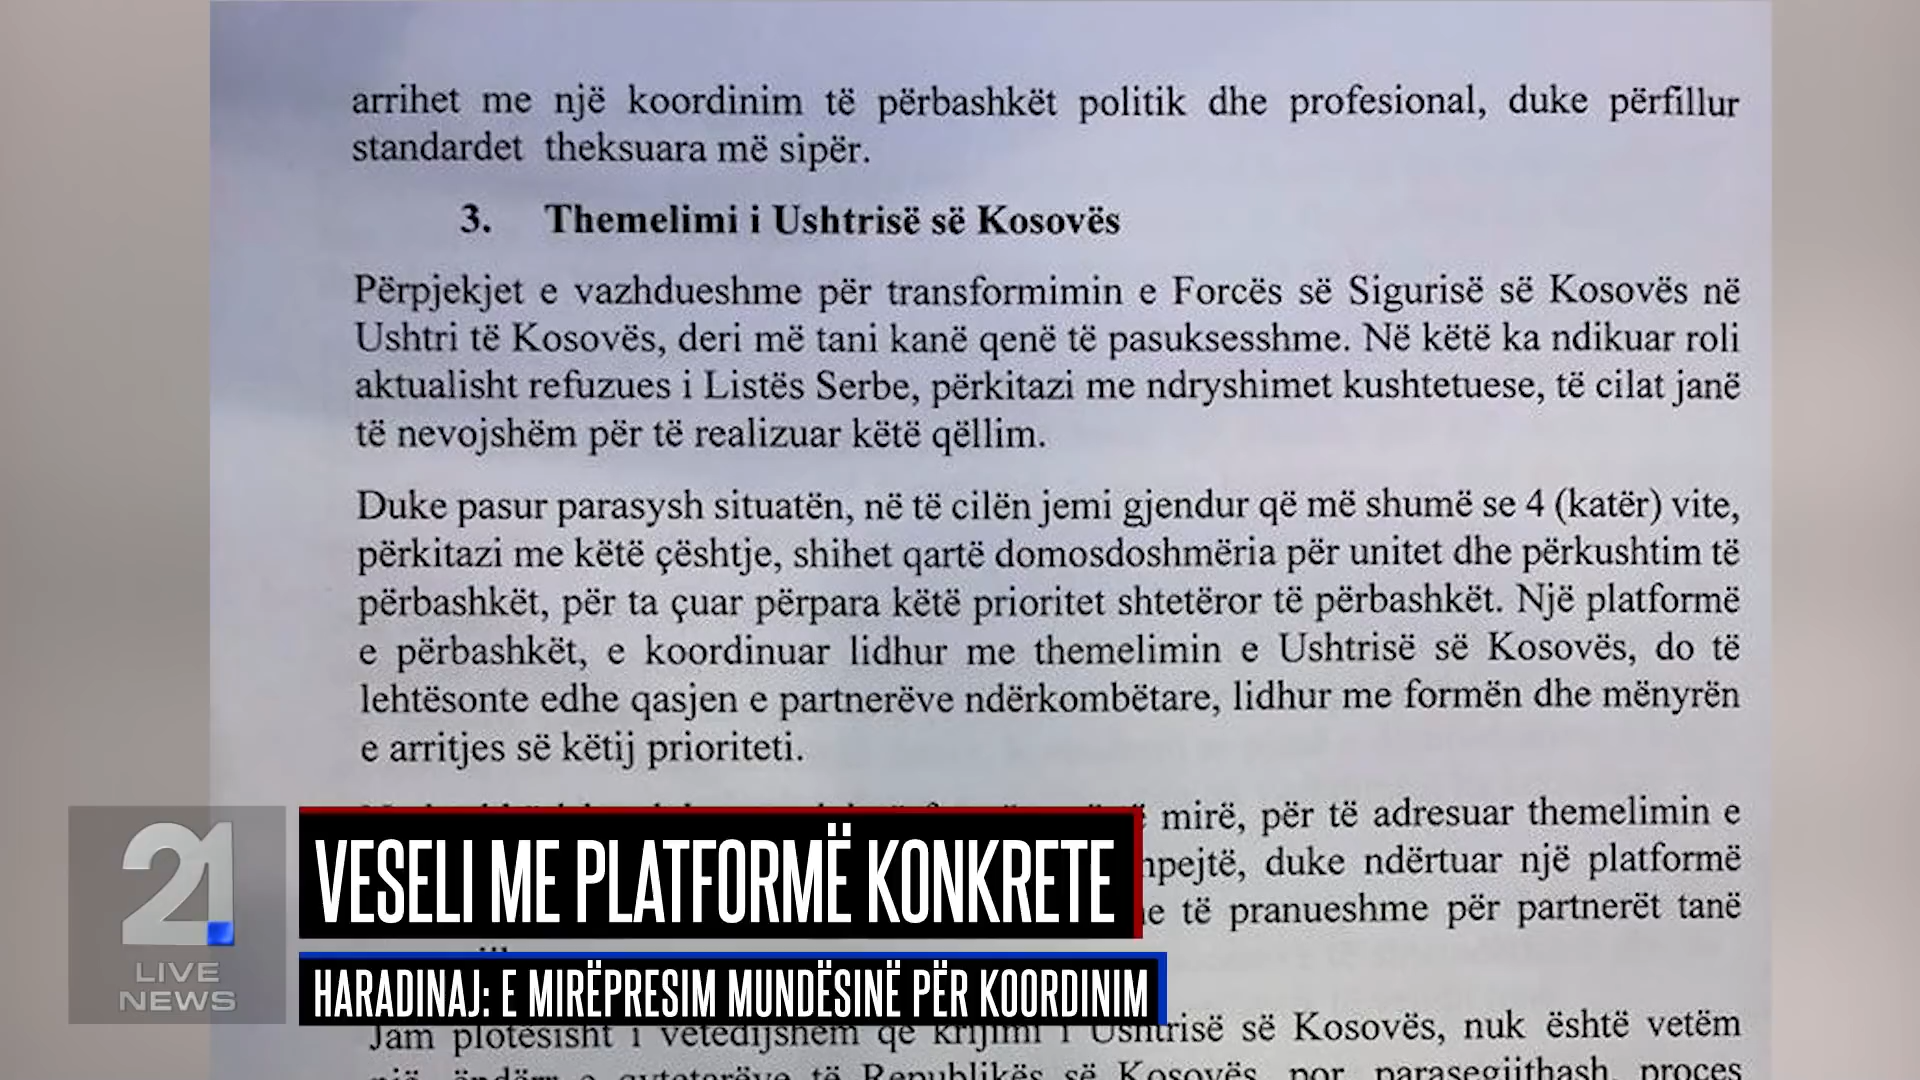 arrihet me një koordinim të përbashkët politik dhe profesional, duke përfillur
standardet theksuara më sipër.
3. Themelimi i Ushtrisë së Kosovës
Përpjekjet e vazhdueshme për transformimin e Forcës së Sigurisë së Kosovës në
Ushtri të Kosovës, deri më tani kanë qenë të pasuksesshme. Në këtë ka ndikuar roli
aktualisht refuzues i Listës Serbe, përkitazi me ndryshimet kushtetuese, të cilat janë
të nevojshëm për të realizuar këtë qëllim.
Duke pasur parasysh situatën, në të cilën jemi gjendur që më shumë se 4 (katër) vite,
përkitazi me këtë çështje, shihet qartë domosdoshmëria për unitet dhe përkushtim të
përbashkët, për ta çuar përpara këtë prioritet shtetëror të përbashkët. Një platformë
e përbashkët, e koordinuar lidhur me themelimin e Ushtrisë së Kosovës, do të
lehtësonte edhe qasjen e partnerëve ndërkombëtare, lidhur me formën dhe mënyrën
e arritjes së këtij prioriteti.
mirë, për të adresuar themelimin e
duke ndërtuar një platformë
të pranueshme për partnerët tanë
VESELI ME PLATFORMË KONKRETE
HARADINAJ: E MIRËPRESIM MUNDËSINË PËR KOORDINIM
21
LIVE
NEWS
Jam plotësisht i vetëdijshëm që krijimi i Ushtrisë së Kosovës, nuk është vetëm
e qytetarëve të Republikës së Kosovës, por, parasegjithash, proces